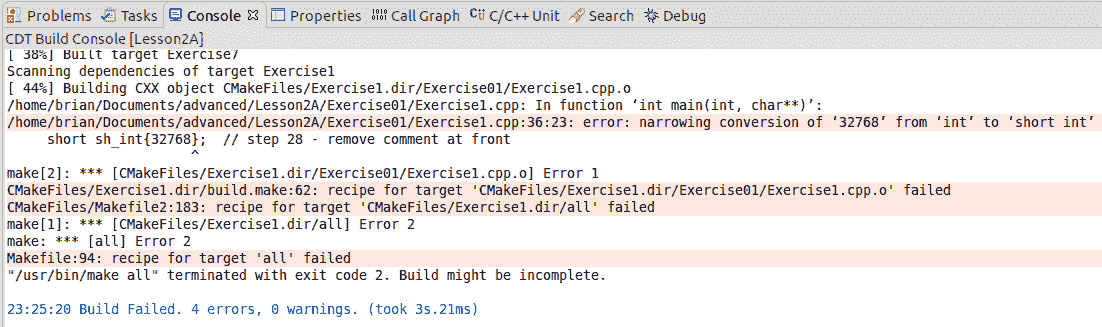 Problems Tasks Console Properties Call Graph C/C++ Unit Search Debug
CDT Build Console [Lesson2A]
[ 38%] Built target Exercise7
Scanning dependencies of target Exercise1
[ 44%] Building CXX object CMakeFiles/Exercise1.dir/Exercise01/Exercise1.cpp.o
/home/brian/Documents/advanced/Lesson2A/Exercise01/Exercise1.cpp: In function ‘int main(int, char**)’:
/home/brian/Documents/advanced/Lesson2A/Exercise01/Exercise1.cpp:36:23: error: narrowing conversion of ‘32768’ from ‘int’ to ‘short int’
short sh_int{32768};  // step 28 - remove comment at front
^
make[2]: *** [CMakeFiles/Exercise1.dir/Exercise01/Exercise1.cpp.o] Error 1
CMakeFiles/Exercise1.dir/build.make:62: recipe for target 'CMakeFiles/Exercise1.dir/Exercise01/Exercise1.cpp.o' failed
CMakeFiles/Makefile2:183: recipe for target 'CMakeFiles/Exercise1.dir/all' failed
make[1]: *** [CMakeFiles/Exercise1.dir/all] Error 2
make: *** [all] Error 2
Makefile:94: recipe for target 'all' failed
"/usr/bin/make all" terminated with exit code 2. Build might be incomplete.
23:25:20 Build Failed. 4 errors, 0 warnings. (took 3s.21ms)